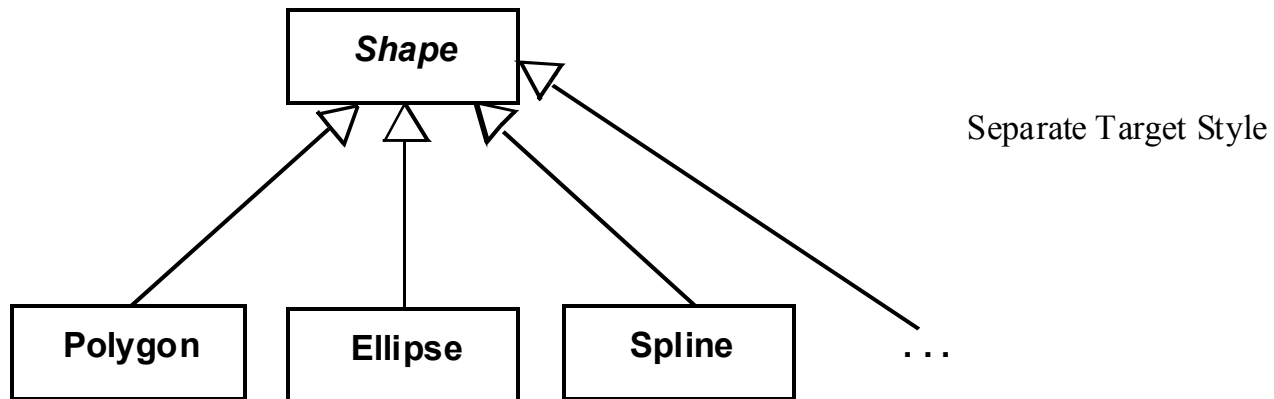 Shape
Separate Target Style
Polygon
Ellipse
Spline
. . .